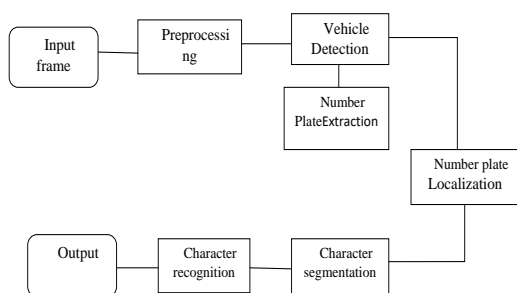 Input
frame
Preprocessi
ng
Vehicle
Detection
Number
PlateExtraction
Number plate
Localization
Character
segmentation
Character
recognition
Output